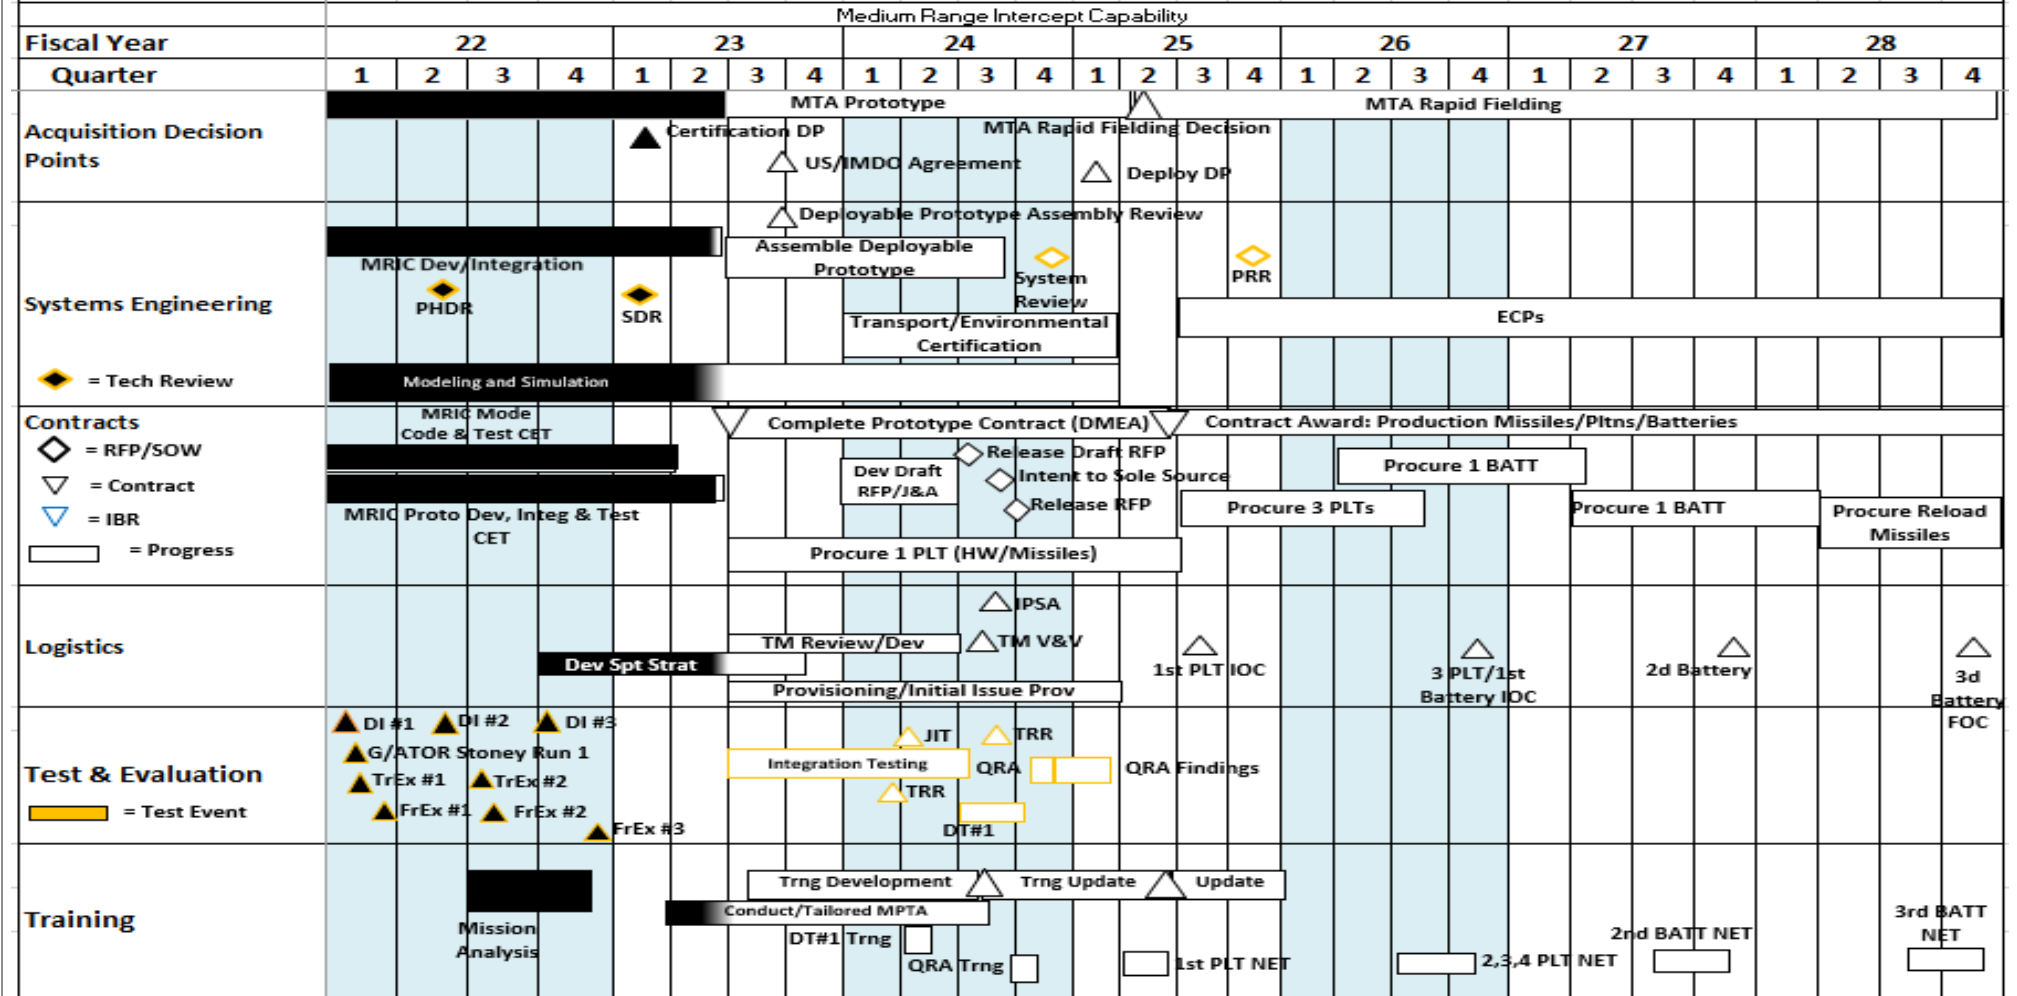 Medium Range Intercept Capability
Fiscal Year 22 23 24 25 26 27 28
Quarter 1 2 3 4 1 2 3 4 1 2 3 4 1 2 3 4 1 2 3 4 1 2 3 4 1 2 3 4
Acquisition Decision
Points
MTA Prototype
MTA Rapid Fielding
Certification DP
MTA Rapid Fielding Decision
US/IMDO Agreement
Deploy DP
Systems Engineering
Deployable Prototype Assembly Review
MRIC Dev/Integration
Assemble Deployable
Prototype
System
Review
PRR
PHDR
SDR
Transport/Environmental
Certification
ECPs
= Tech Review
Modeling and Simulation
Contracts
= RFP/SOW
= Contract
= IBR
= Progress
MRIC Mode
Code & Test CET
Complete Prototype Contract (DMEA)
Contract Award: Production Missiles/Pltns/Batteries
Dev Draft
RFP/J&A
Release Draft RFP
Intent to Sole Source
Release RFP
Procure 1 BATT
Procure 3 PLTs
Procure 1 BATT
Procure Reload
Missiles
MRIC Proto Dev, Integ & Test
CET
Procure 1 PLT (HW/Missiles)
Logistics
IPSA
TM Review/Dev
TM V&V
Dev Spt Strat
Provisioning/Initial Issue Prov
1st PLT IOC
3 PLT/1st
Battery IOC
2d Battery
3d
Battery
FOC
Test & Evaluation
= Test Event
DI #1
DI #2
DI #3
G/ATOR Stoney Run 1
TrEx #1
TrEx #2
FrEx #1
FrEx #2
FrEx #3
JIT
TRR
Integration Testing
QRA
QRA Findings
TRR
DT#1
Training
Mission
Analysis
Trng Development
Trng Update
Update
Conduct/Tailored MPTA
DT#1 Trng
QRA Trng
1st PLT NET
2,3,4 PLT NET
2nd BATT NET
3rd BATT
NET